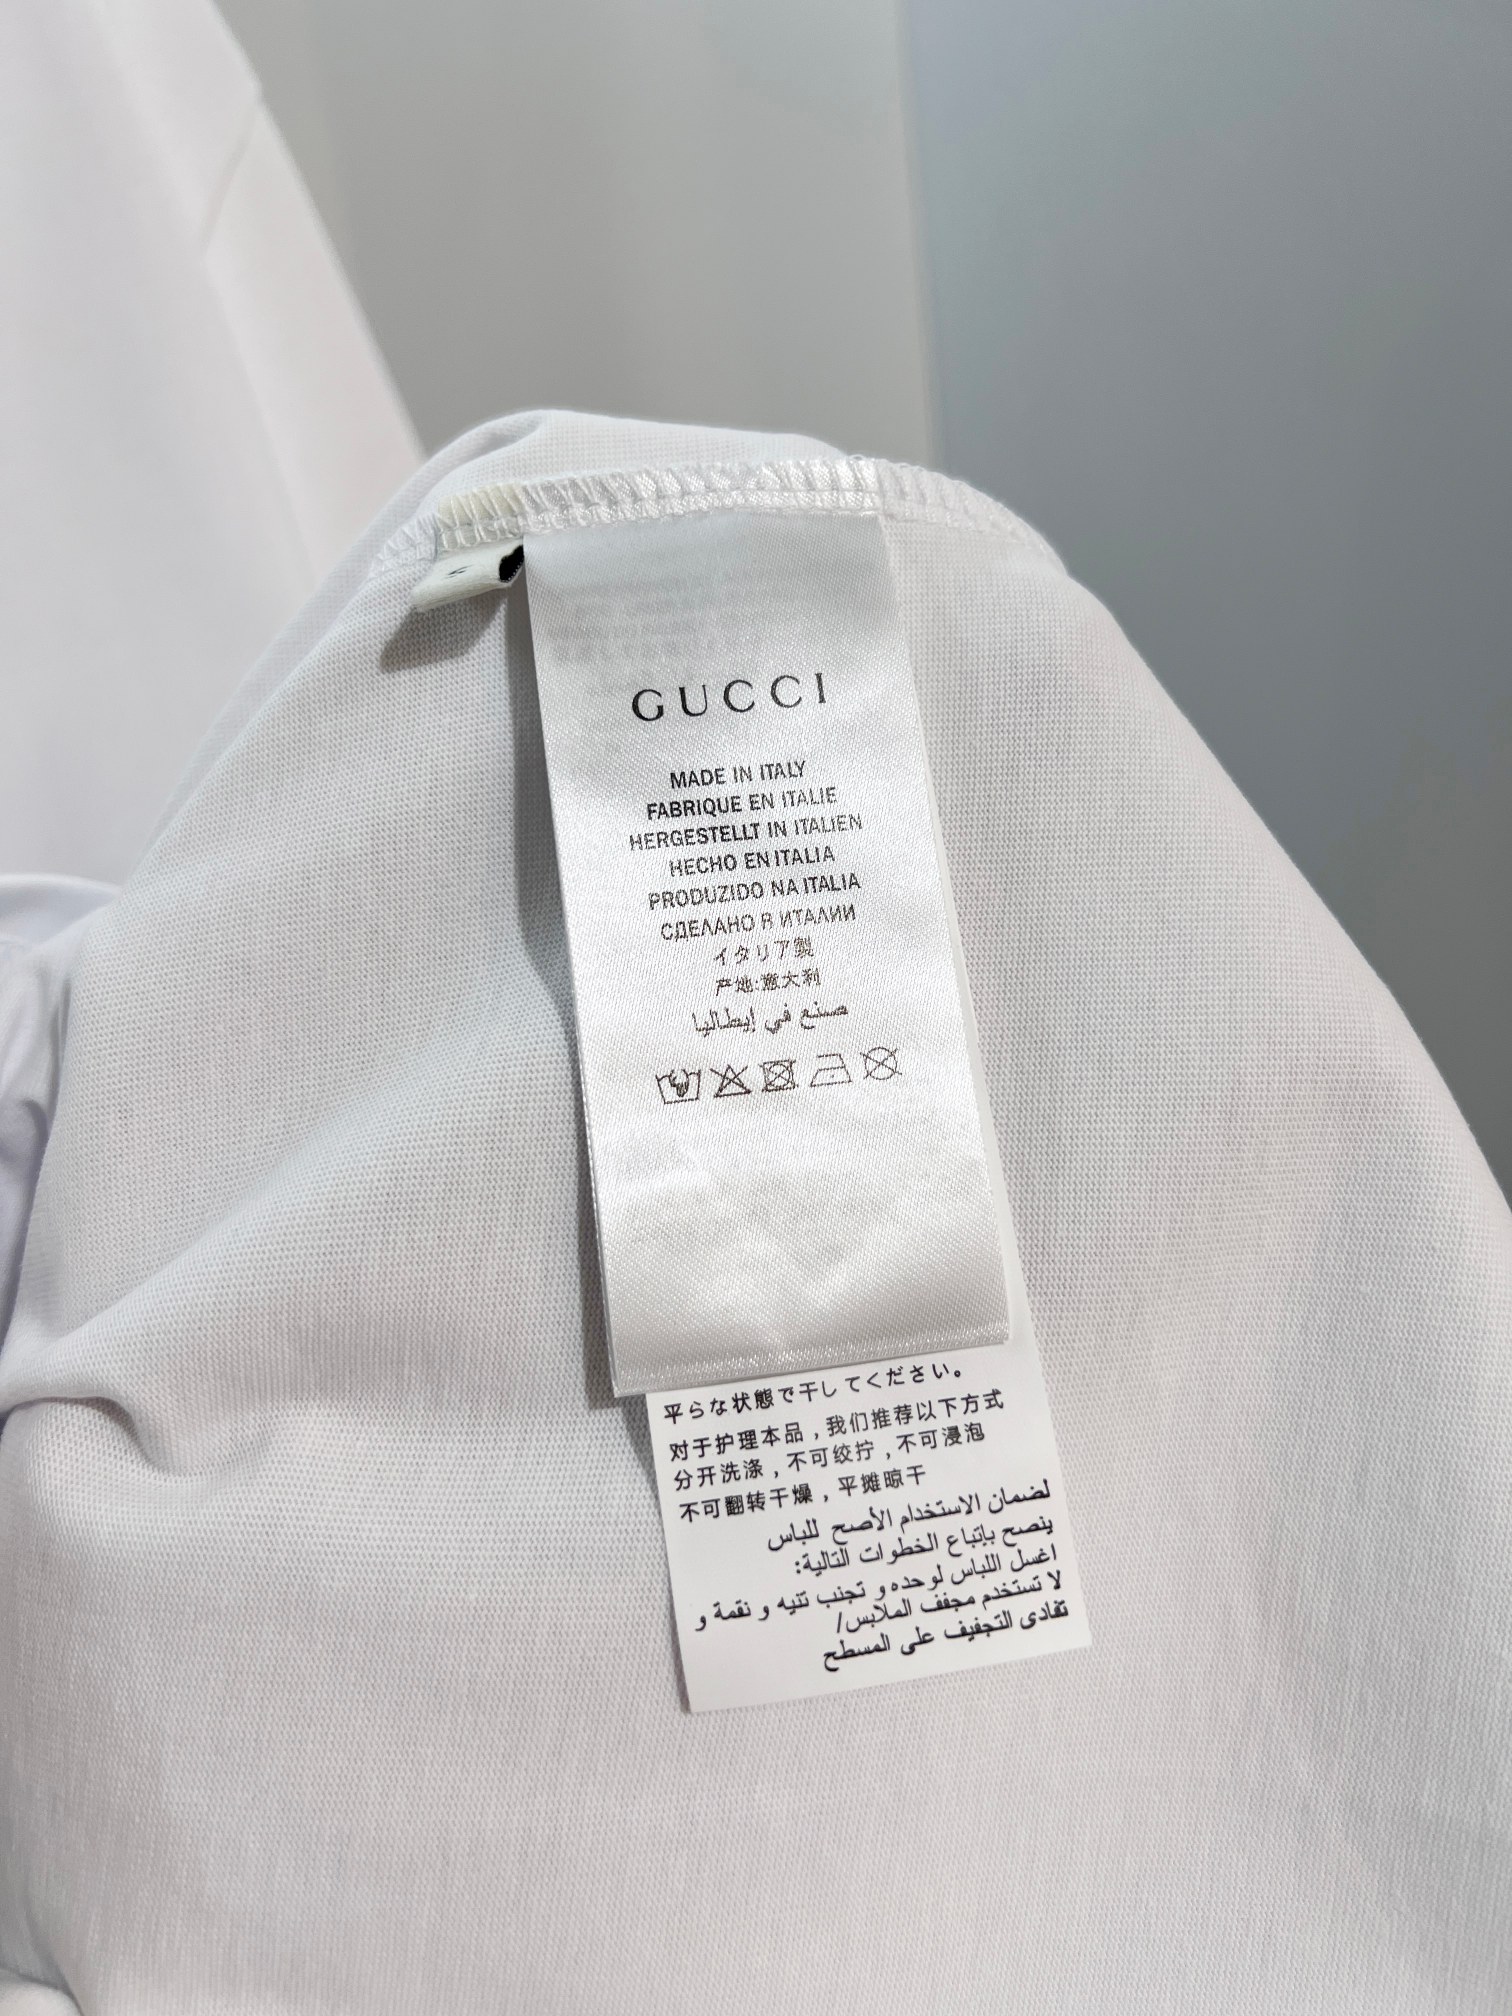 GUCCI
MADE IN ITALY
FABRIQUE EN ITALIE
HERGESTELLT IN ITALIEN
HECHO EN ITALIA
PRODUZIDO NA ITALIA
СДЕЛАНО В ИТАЛИИ
イタリア製
产地:意大利
صنع في إيطاليا
平らな状態で干してください。
对于护理本品，我们推荐以下方式
分开洗涤，不可绞拧，不可浸泡
不可翻转干燥，平摊晾干
لضمان الاستخدام الأصح للباس
ينصح بإتباع الخطوات التالية:
اغسل اللباس لوحده و تجنب تنيه و نقمة و
لا تستخدم مجفف الملابس/
تفادى التجفيف على المسطح